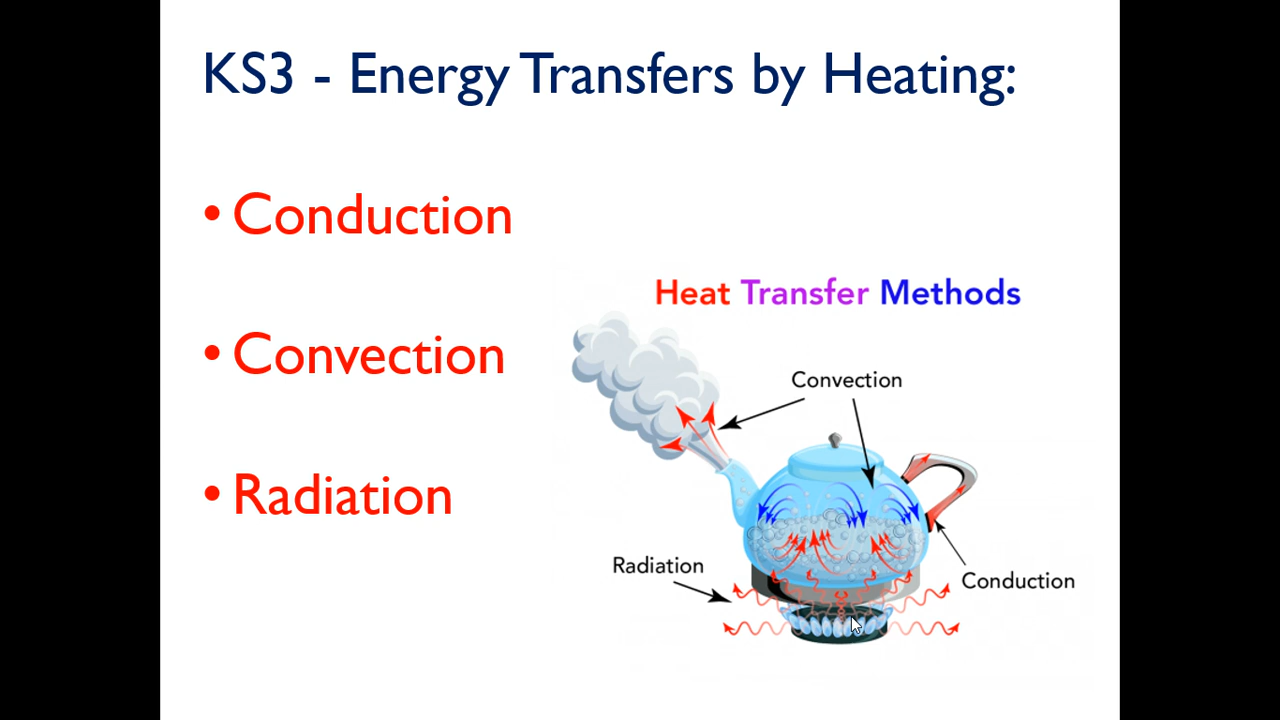 KS3 - Energy Transfers by Heating:
• Conduction
• Convection
• Radiation
Heat Transfer Methods
Convection
Radiation
Conduction